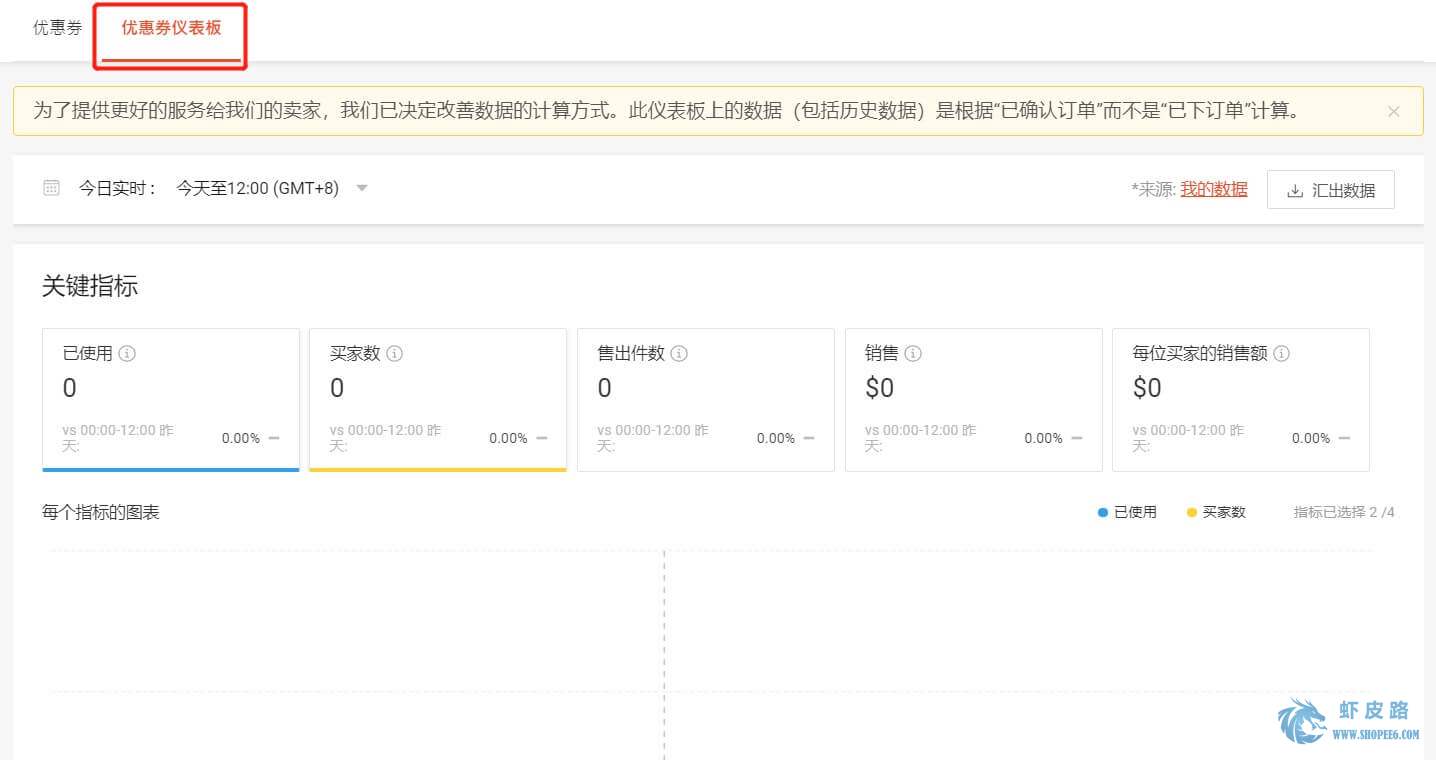 优惠券 优惠券仪表板
为了提供更好的服务给我们的卖家，我们已决定改善数据的计算方式。此仪表板上的数据（包括历史数据）是根据“已确认订单”而不是“已下订单”计算。
今日实时： 今天至12:00 (GMT+8) *来源: 我的数据 汇出数据
关键指标
已使用 买家数 售出件数 销售 每位买家的销售额
0 0 0 $0 $0
vs 00:00-12:00 昨 vs 00:00-12:00 昨 vs 00:00-12:00 昨 vs 00:00-12:00 昨 vs 00:00-12:00 昨
天: 0.00% 天: 0.00% 天: 0.00% 天: 0.00% 天: 0.00%
每个指标的图表 已使用 买家数 指标已选择 2 /4
虾皮路
WWW.SHOPEE6.COM